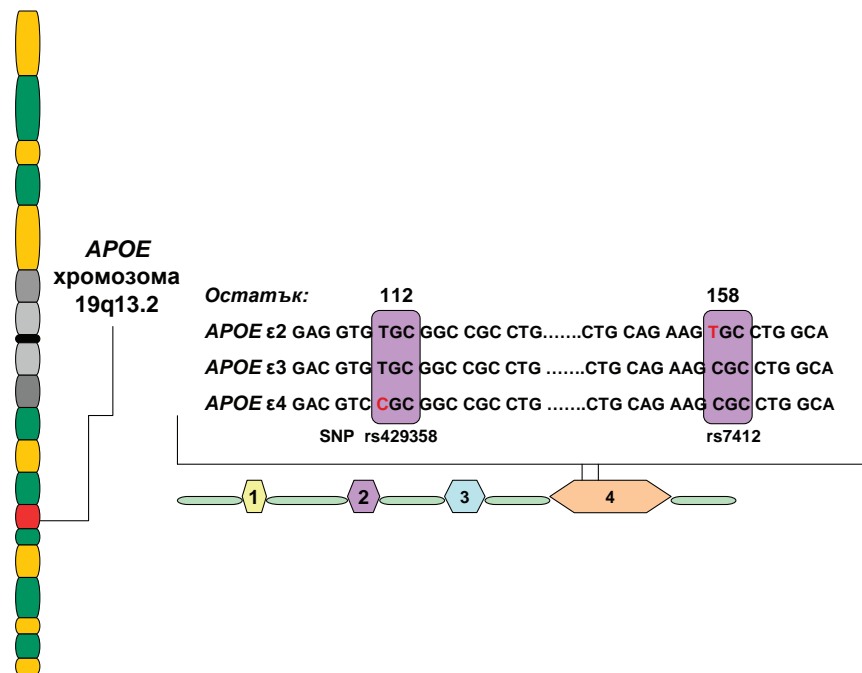 APOE
хромозома
19q13.2
Остатък: 112 158
APOE ε2 GAG GTG TGC GGC CGC CTG.......CTG CAG AAG TGC CTG GCA
APOE ε3 GAC GTG TGC GGC CGC CTG .......CTG CAG AAG CGC CTG GCA
APOE ε4 GAC GTC CGC GGC CGC CTG .......CTG CAG AAG CGC CTG GCA
SNP rs429358 rs7412
1 2 3 4